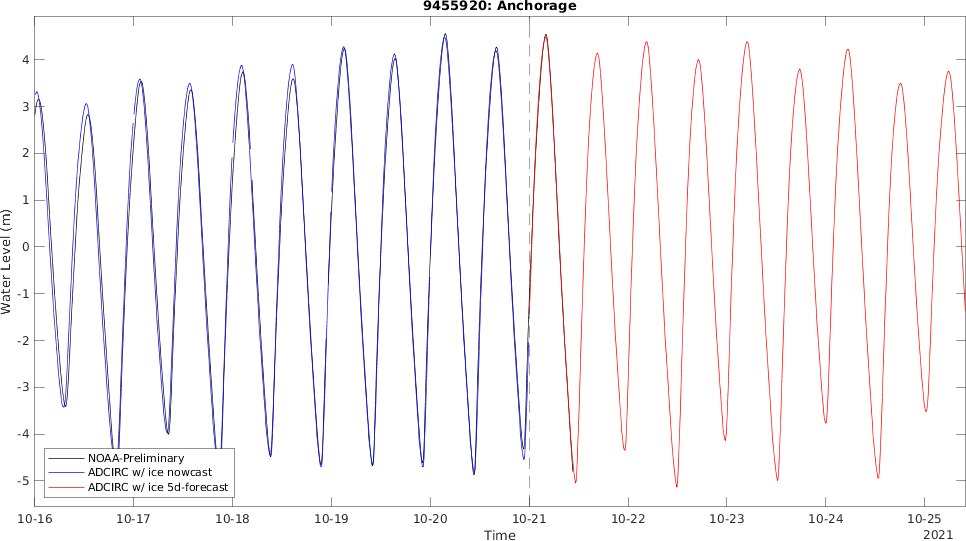 9455920: Anchorage
Water Level (m)
4
3
2
1
0
-1
-2
-3
-4
-5
NOAA-Preliminary
ADCIRC w/ ice nowcast
ADCIRC w/ ice 5d-forecast
10-16 10-17 10-18 10-19 10-20 10-21 10-22 10-23 10-24 10-25
Time
2021